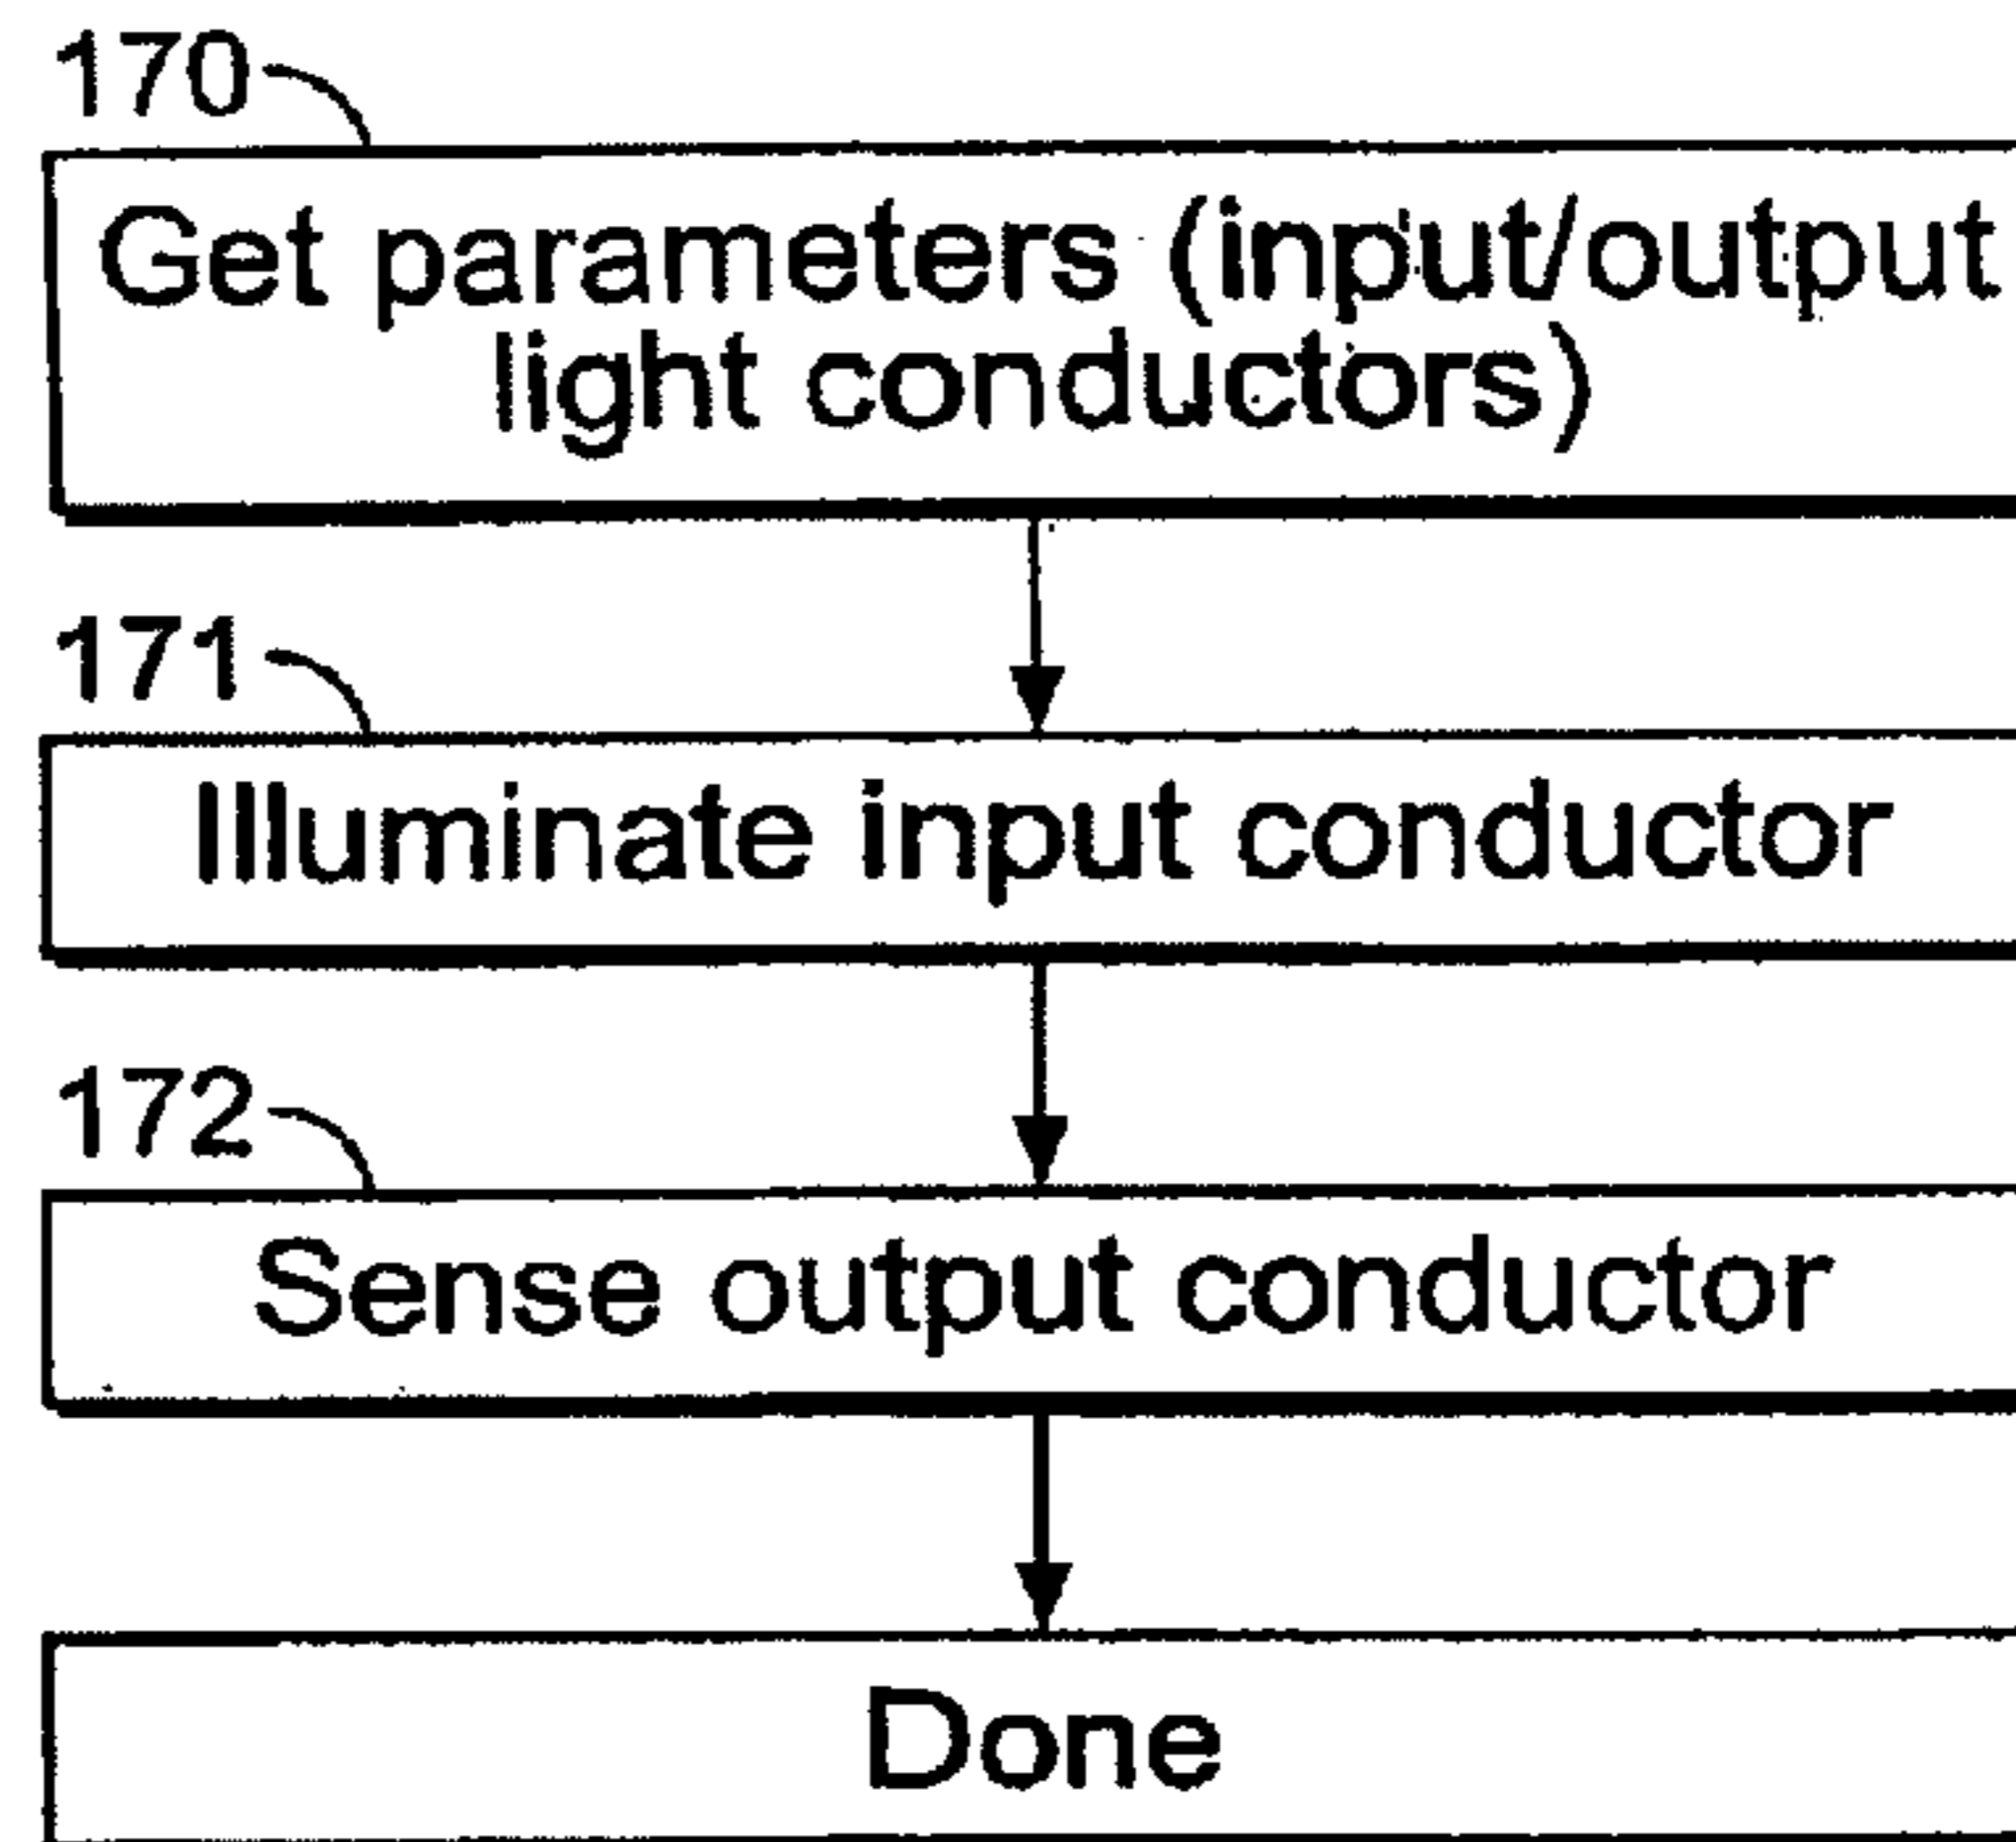 170
Get parameters (input/output
light conductors)
171
Illuminate input conductor
172
Sense output conductor
Done